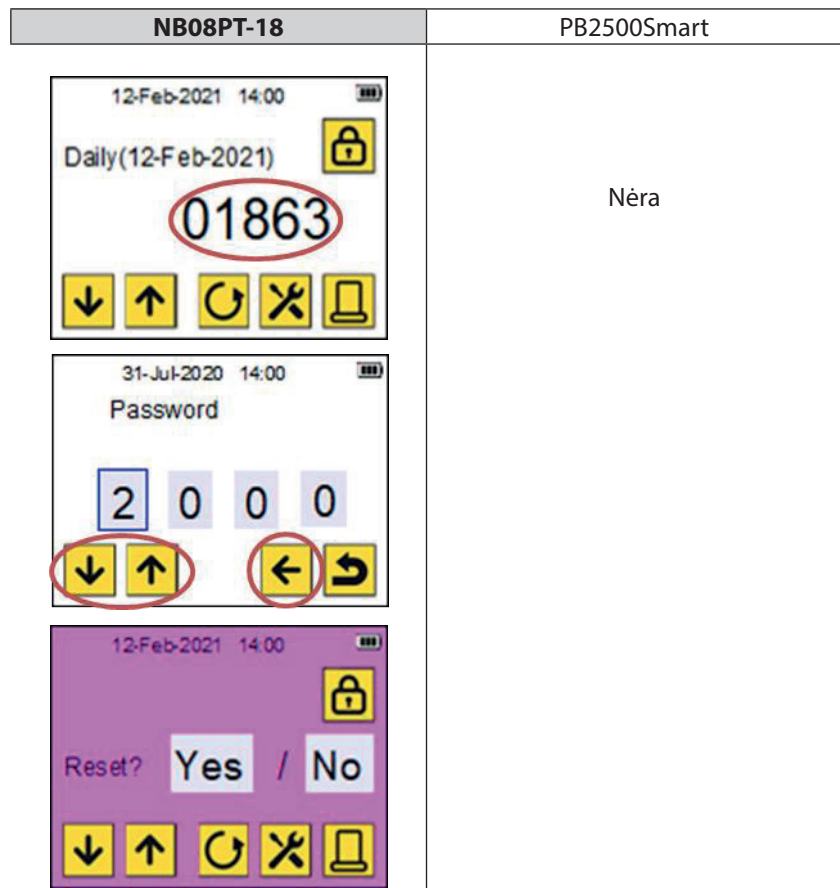 NB08PT-18 PB2500Smart
12-Feb-2021 14:00
Daily(12-Feb-2021)
01863
Nėra
31-Jul-2020 14:00
Password
2 0 0 0
12-Feb-2021 14:00
Reset? Yes / No